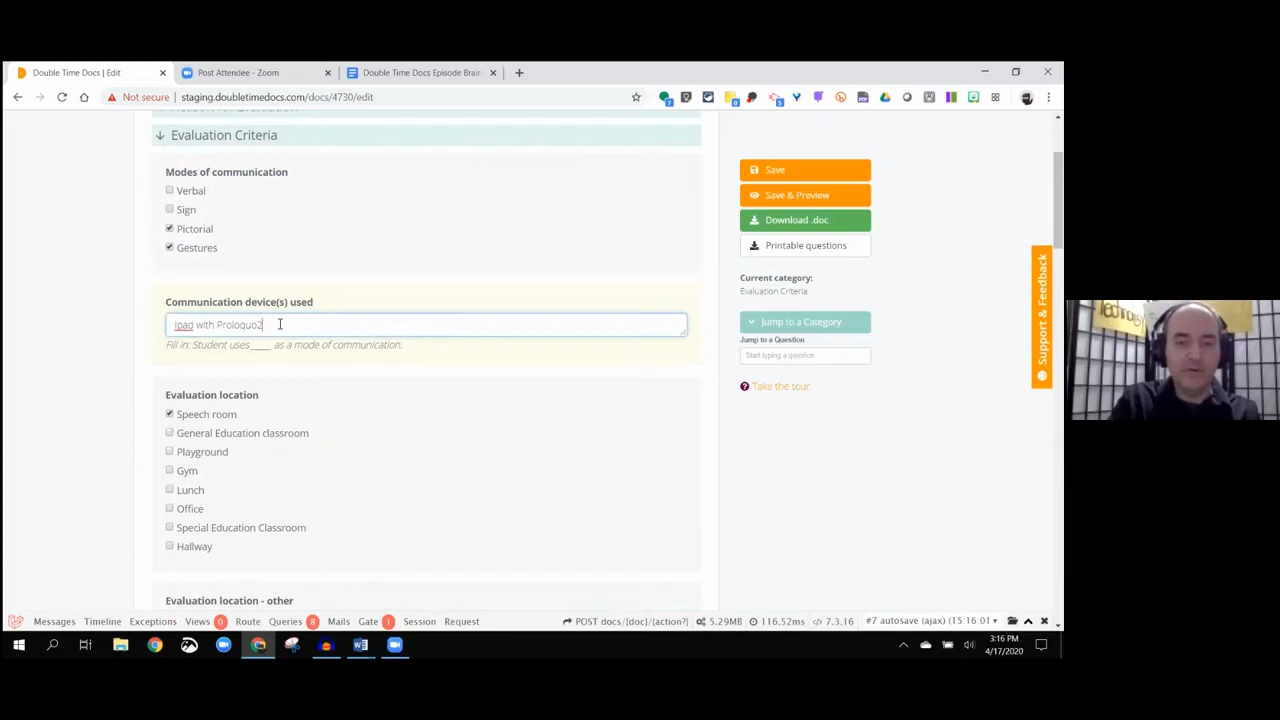 Double Time Docs | Edit
Post Attendee - Zoom
Double Time Docs Episode Brain
Not secure
staging.doubletimedocs.com/docs/4730/edit
Evaluation Criteria
Modes of communication
Verbal
Sign
Pictorial
Gestures
Communication device(s) used
Ipad with Proloquo2
Fill in: Student uses _____ as a mode of communication.
Evaluation location
Speech room
General Education classroom
Playground
Gym
Lunch
Office
Special Education Classroom
Hallway
Evaluation location - other
Save
Save & Preview
Download .doc
Printable questions
Current category:
Evaluation Criteria
Jump to a Category
Jump to a Question
Start typing a question
Take the tour
Support & Feedback
Messages Timeline Exceptions Views 0 Route Queries 8 Mails Gate 1 Session Request
POST docs/{doc}/{action?} 5.29MB 116.52ms 7.3.16 #7 autosave (ajax) (15:16:01)
3:16 PM
4/17/2020